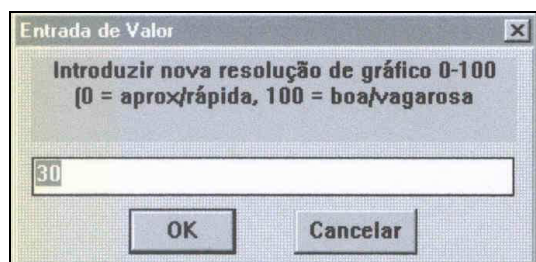 Entrada de Valor
Introduzir nova resolução de gráfico 0-100
(0 = aprox/rápida, 100 = boa/vagarosa
30
OK
Cancelar